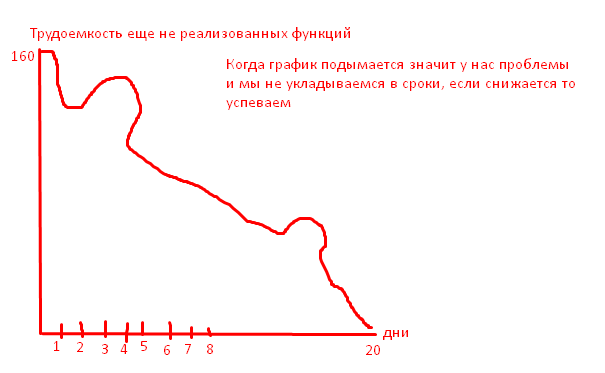 Трудоемкость еще не реализованных функций
160
Когда график подымается значит у нас проблемы
и мы не укладываемся в сроки, если снижается то
успеваем
дни
1 2 3 4 5 6 7 8 20